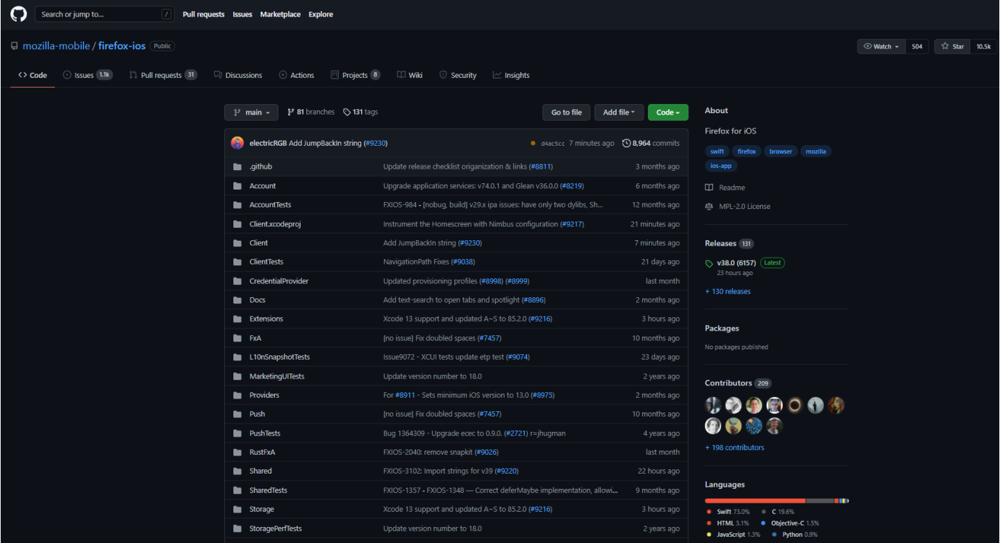 Search or jump to... /
Pull requests Issues Marketplace Explore
mozilla-mobile / firefox-ios Public
Watch 504 Star 10.5k
Code Issues 1.1k Pull requests 31 Discussions Actions Projects 8 Wiki Security Insights
main 81 branches 131 tags Go to file Add file Code
electricRGB Add JumpBackIn string (#9230) d4ac5cc 7 minutes ago 8,964 commits
.github Update release checklist origanization & links (#8811) 3 months ago
Account Upgrade application services: v74.0.1 and Glean v36.0.0 (#8219) 6 months ago
AccountTests FXIOS-984 - [nobug, build] v29.x ipa issues: have only two dylibs, Sh... 12 months ago
Client.xcodeproj Instrument the Homescreen with Nimbus configuration (#9217) 21 minutes ago
Client Add JumpBackIn string (#9230) 7 minutes ago
ClientTests NavigationPath Fixes (#9038) 21 days ago
CredentialProvider Updated provisioning profiles (#8998) (#8999) last month
Docs Add text-search to open tabs and spotlight (#8896) 2 months ago
Extensions Xcode 13 support and updated A~S to 85.2.0 (#9216) 3 hours ago
FxA [no issue] Fix doubled spaces (#7457) 10 months ago
L10nSnapshotTests Issue9072 - XCUI tests update etp test (#9074) 23 days ago
MarketingUITests Update version number to 18.0 2 years ago
Providers For #8911 - Sets minimum iOS version to 13.0 (#8975) 2 months ago
Push [no issue] Fix doubled spaces (#7457) 10 months ago
PushTests Bug 1364309 - Upgrade ecec to 0.9.0. (#2721) r=jhugman 4 years ago
RustFxA FXIOS-2040: remove snapkit (#9026) last month
Shared FXIOS-3102: Import strings for v39 (#9220) 22 hours ago
SharedTests FXIOS-1357 - FXIOS-1348 — Correct deferMaybe implementation, allowi... 9 months ago
Storage Xcode 13 support and updated A~S to 85.2.0 (#9216) 3 hours ago
StoragePerfTests Update version number to 18.0 2 years ago
About
Firefox for iOS
swift firefox browser mozilla
ios-app
Readme
MPL-2.0 License
Releases 131
v38.0 (6157) Latest
23 hours ago
+ 130 releases
Packages
No packages published
Contributors 209
+ 198 contributors
Languages
Swift 73.0% C 19.6%
HTML 3.1% Objective-C 1.5%
JavaScript 1.3% Python 0.9%